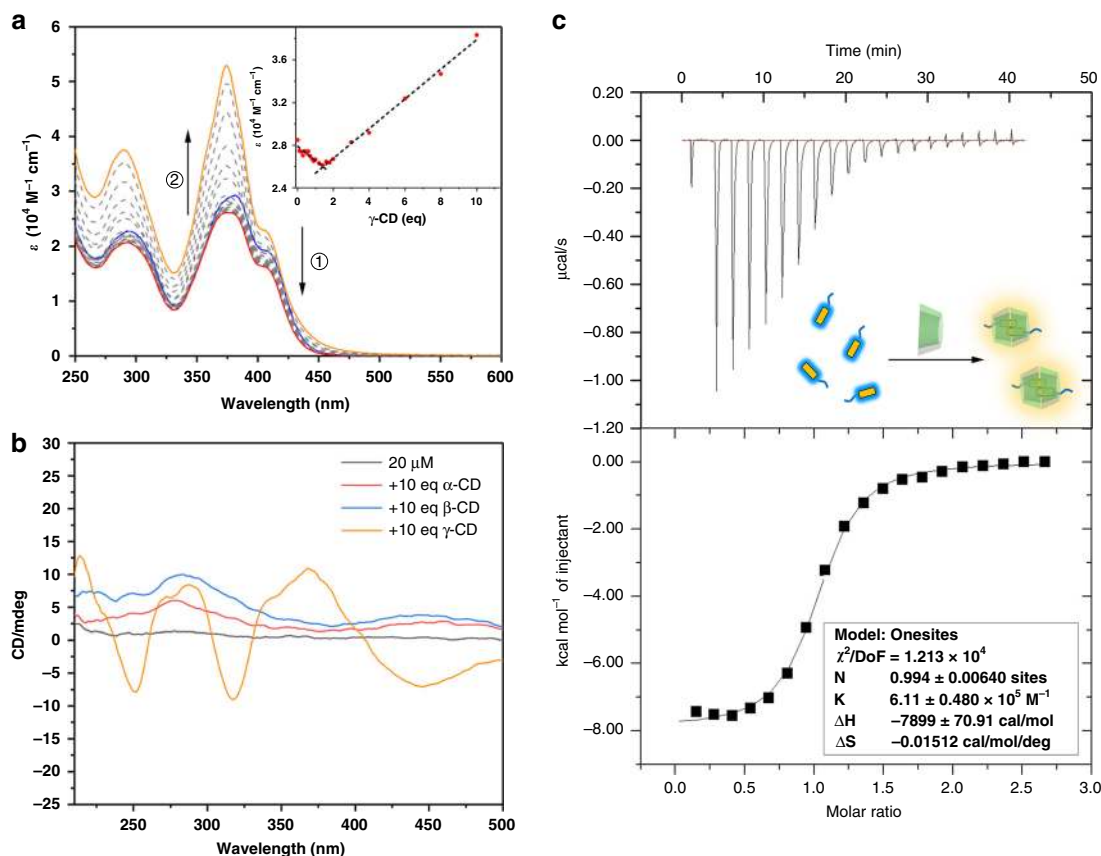 a
6
5
4
3
2
1
0
ε (10⁴ M⁻¹ cm⁻¹)
250 300 350 400 450 500 550 600
Wavelength (nm)
②
①
3.6
3.2
2.8
2.4
ε (10⁴ M⁻¹ cm⁻¹)
0 2 4 6 8 10
γ-CD (eq)
b
30
25
20
15
10
5
0
−5
−10
−15
−20
−25
CD/mdeg
20 μM
+10 eq α-CD
+10 eq β-CD
+10 eq γ-CD
250 300 350 400 450 500
Wavelength (nm)
c
Time (min)
0 10 20 30 40 50
0.20
0.00
−0.20
−0.40
−0.60
−0.80
−1.00
−1.20
μcal/s
0.00
−2.00
−4.00
−6.00
−8.00
kcal mol⁻¹ of injectant
Model: Onesites
χ²/DoF = 1.213 × 10⁴
N 0.994 ± 0.00640 sites
K 6.11 ± 0.480 × 10⁵ M⁻¹
ΔH −7899 ± 70.91 cal/mol
ΔS −0.01512 cal/mol/deg
0.0 0.5 1.0 1.5 2.0 2.5 3.0
Molar ratio